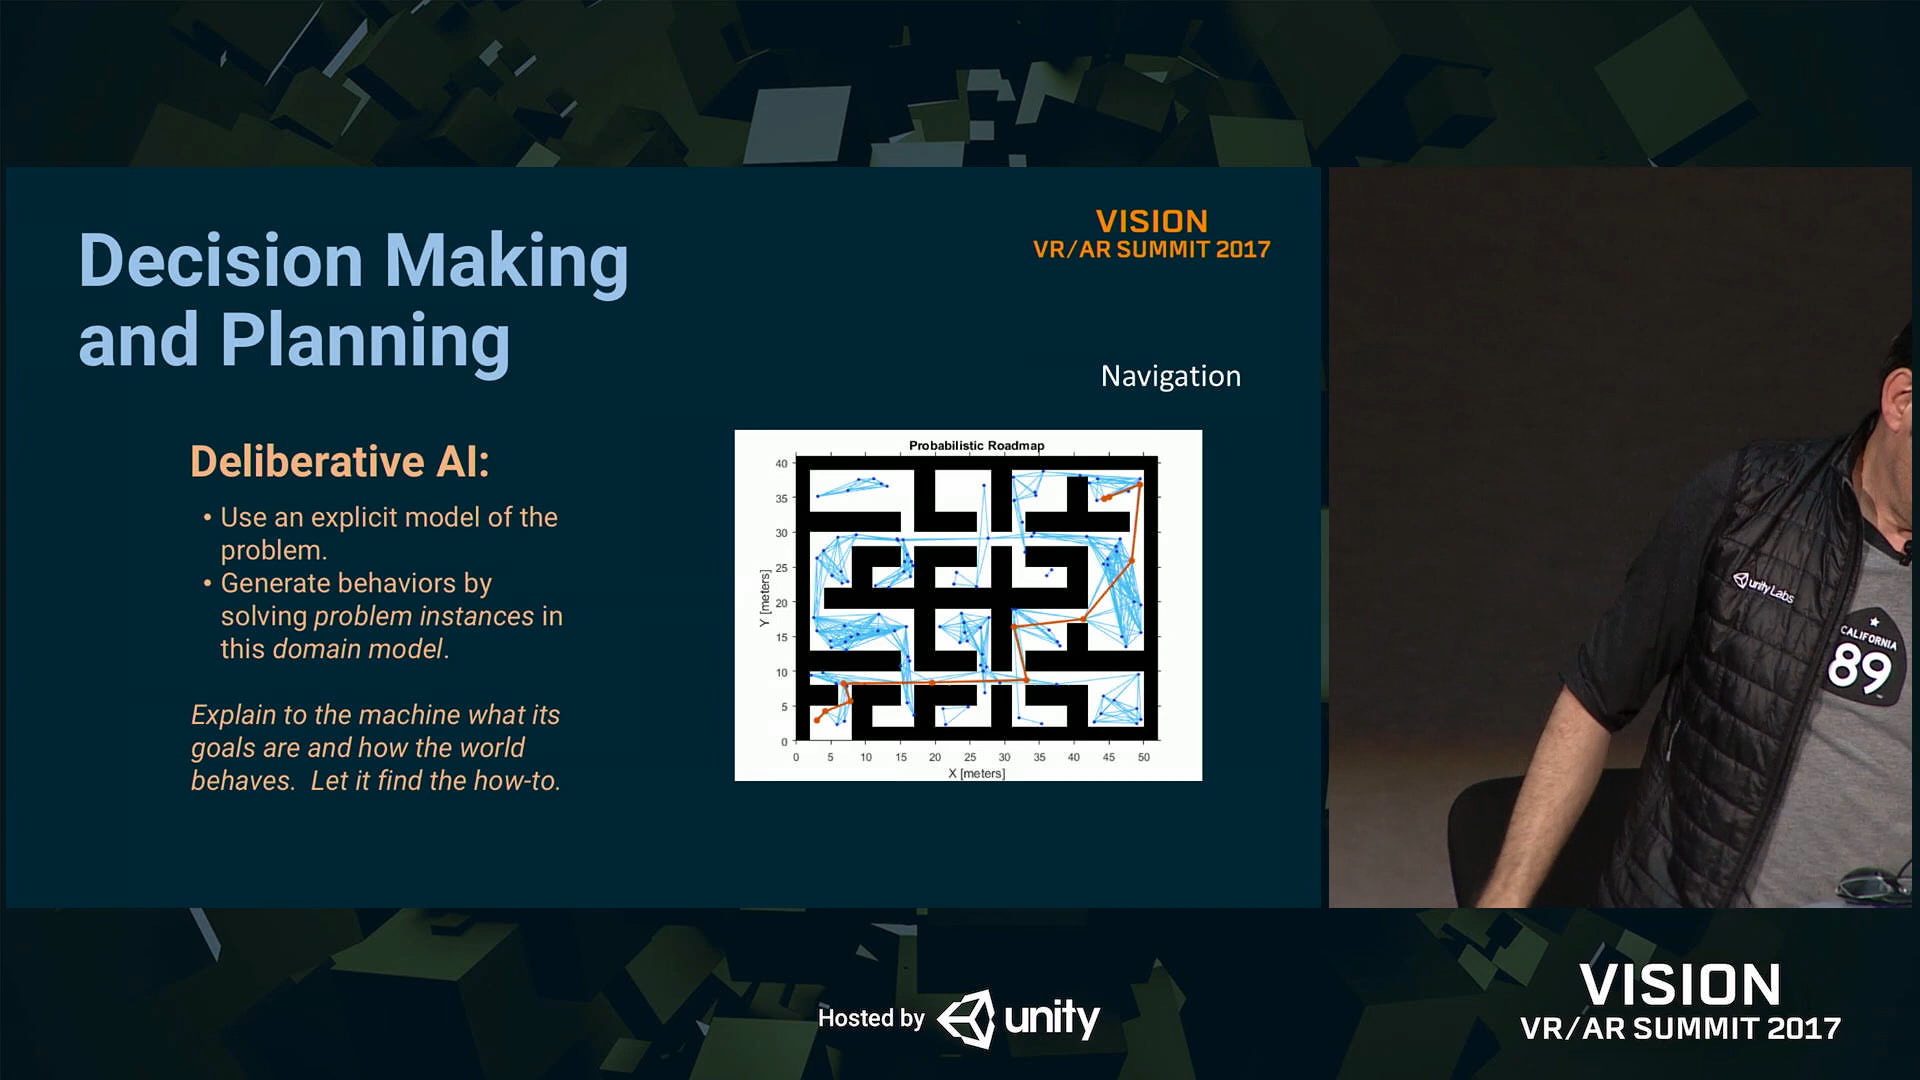 Decision Making
and Planning
VISION
VR/AR SUMMIT 2017
Navigation
Deliberative AI:
• Use an explicit model of the
problem.
• Generate behaviors by
solving problem instances in
this domain model.
Explain to the machine what its
goals are and how the world
behaves. Let it find the how-to.
Probabilistic Roadmap
40
35
30
25
20
15
10
5
0
Y [meters]
0 5 10 15 20 25 30 35 40 45 50
X [meters]
unity Labs
CALIFORNIA
89
Hosted by unity
VISION
VR/AR SUMMIT 2017